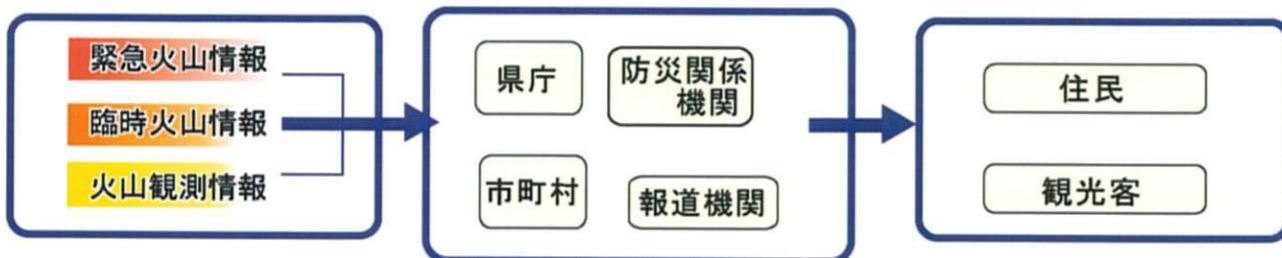 緊急火山情報
臨時火山情報
火山観測情報
県庁
防災関係
機関
市町村
報道機関
住民
観光客